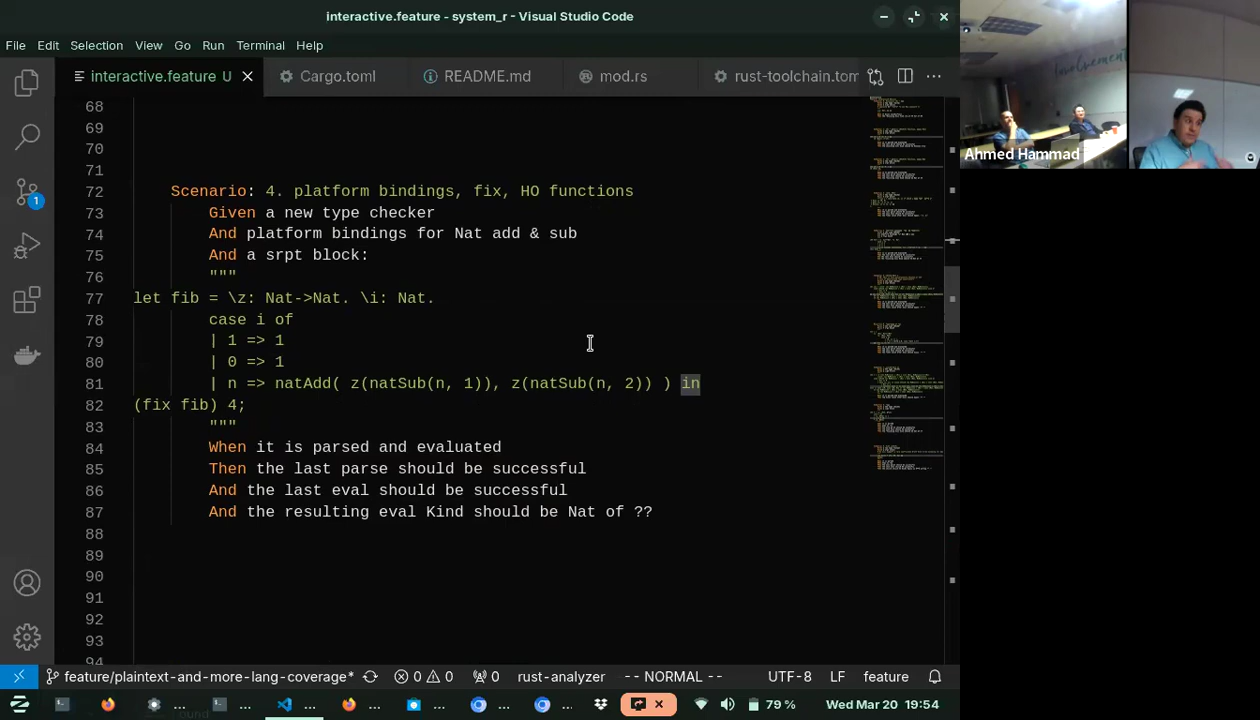 interactive.feature - system_r - Visual Studio Code
File Edit Selection View Go Run Terminal Help
interactive.feature U Cargo.toml README.md mod.rs rust-toolchain.tom
68
69
70
71
72 Scenario: 4. platform bindings, fix, HO functions
73 Given a new type checker
74 And platform bindings for Nat add & sub
75 And a srpt block:
76 """
77 let fib = \z: Nat->Nat. \i: Nat.
78 case i of
79 | 1 => 1
80 | 0 => 1
81 | n => natAdd( z(natSub(n, 1)), z(natSub(n, 2)) ) in
82 (fix fib) 4;
83 """
84 When it is parsed and evaluated
85 Then the last parse should be successful
86 And the last eval should be successful
87 And the resulting eval Kind should be Nat of ??
88
89
90
91
92
93
94
1
Ahmed Hammad
feature/plaintext-and-more-lang-coverage* 0 0 0 rust-analyzer -- NORMAL -- UTF-8 LF feature
... ... ... ... ... ... ... 79 % Wed Mar 20 19:54